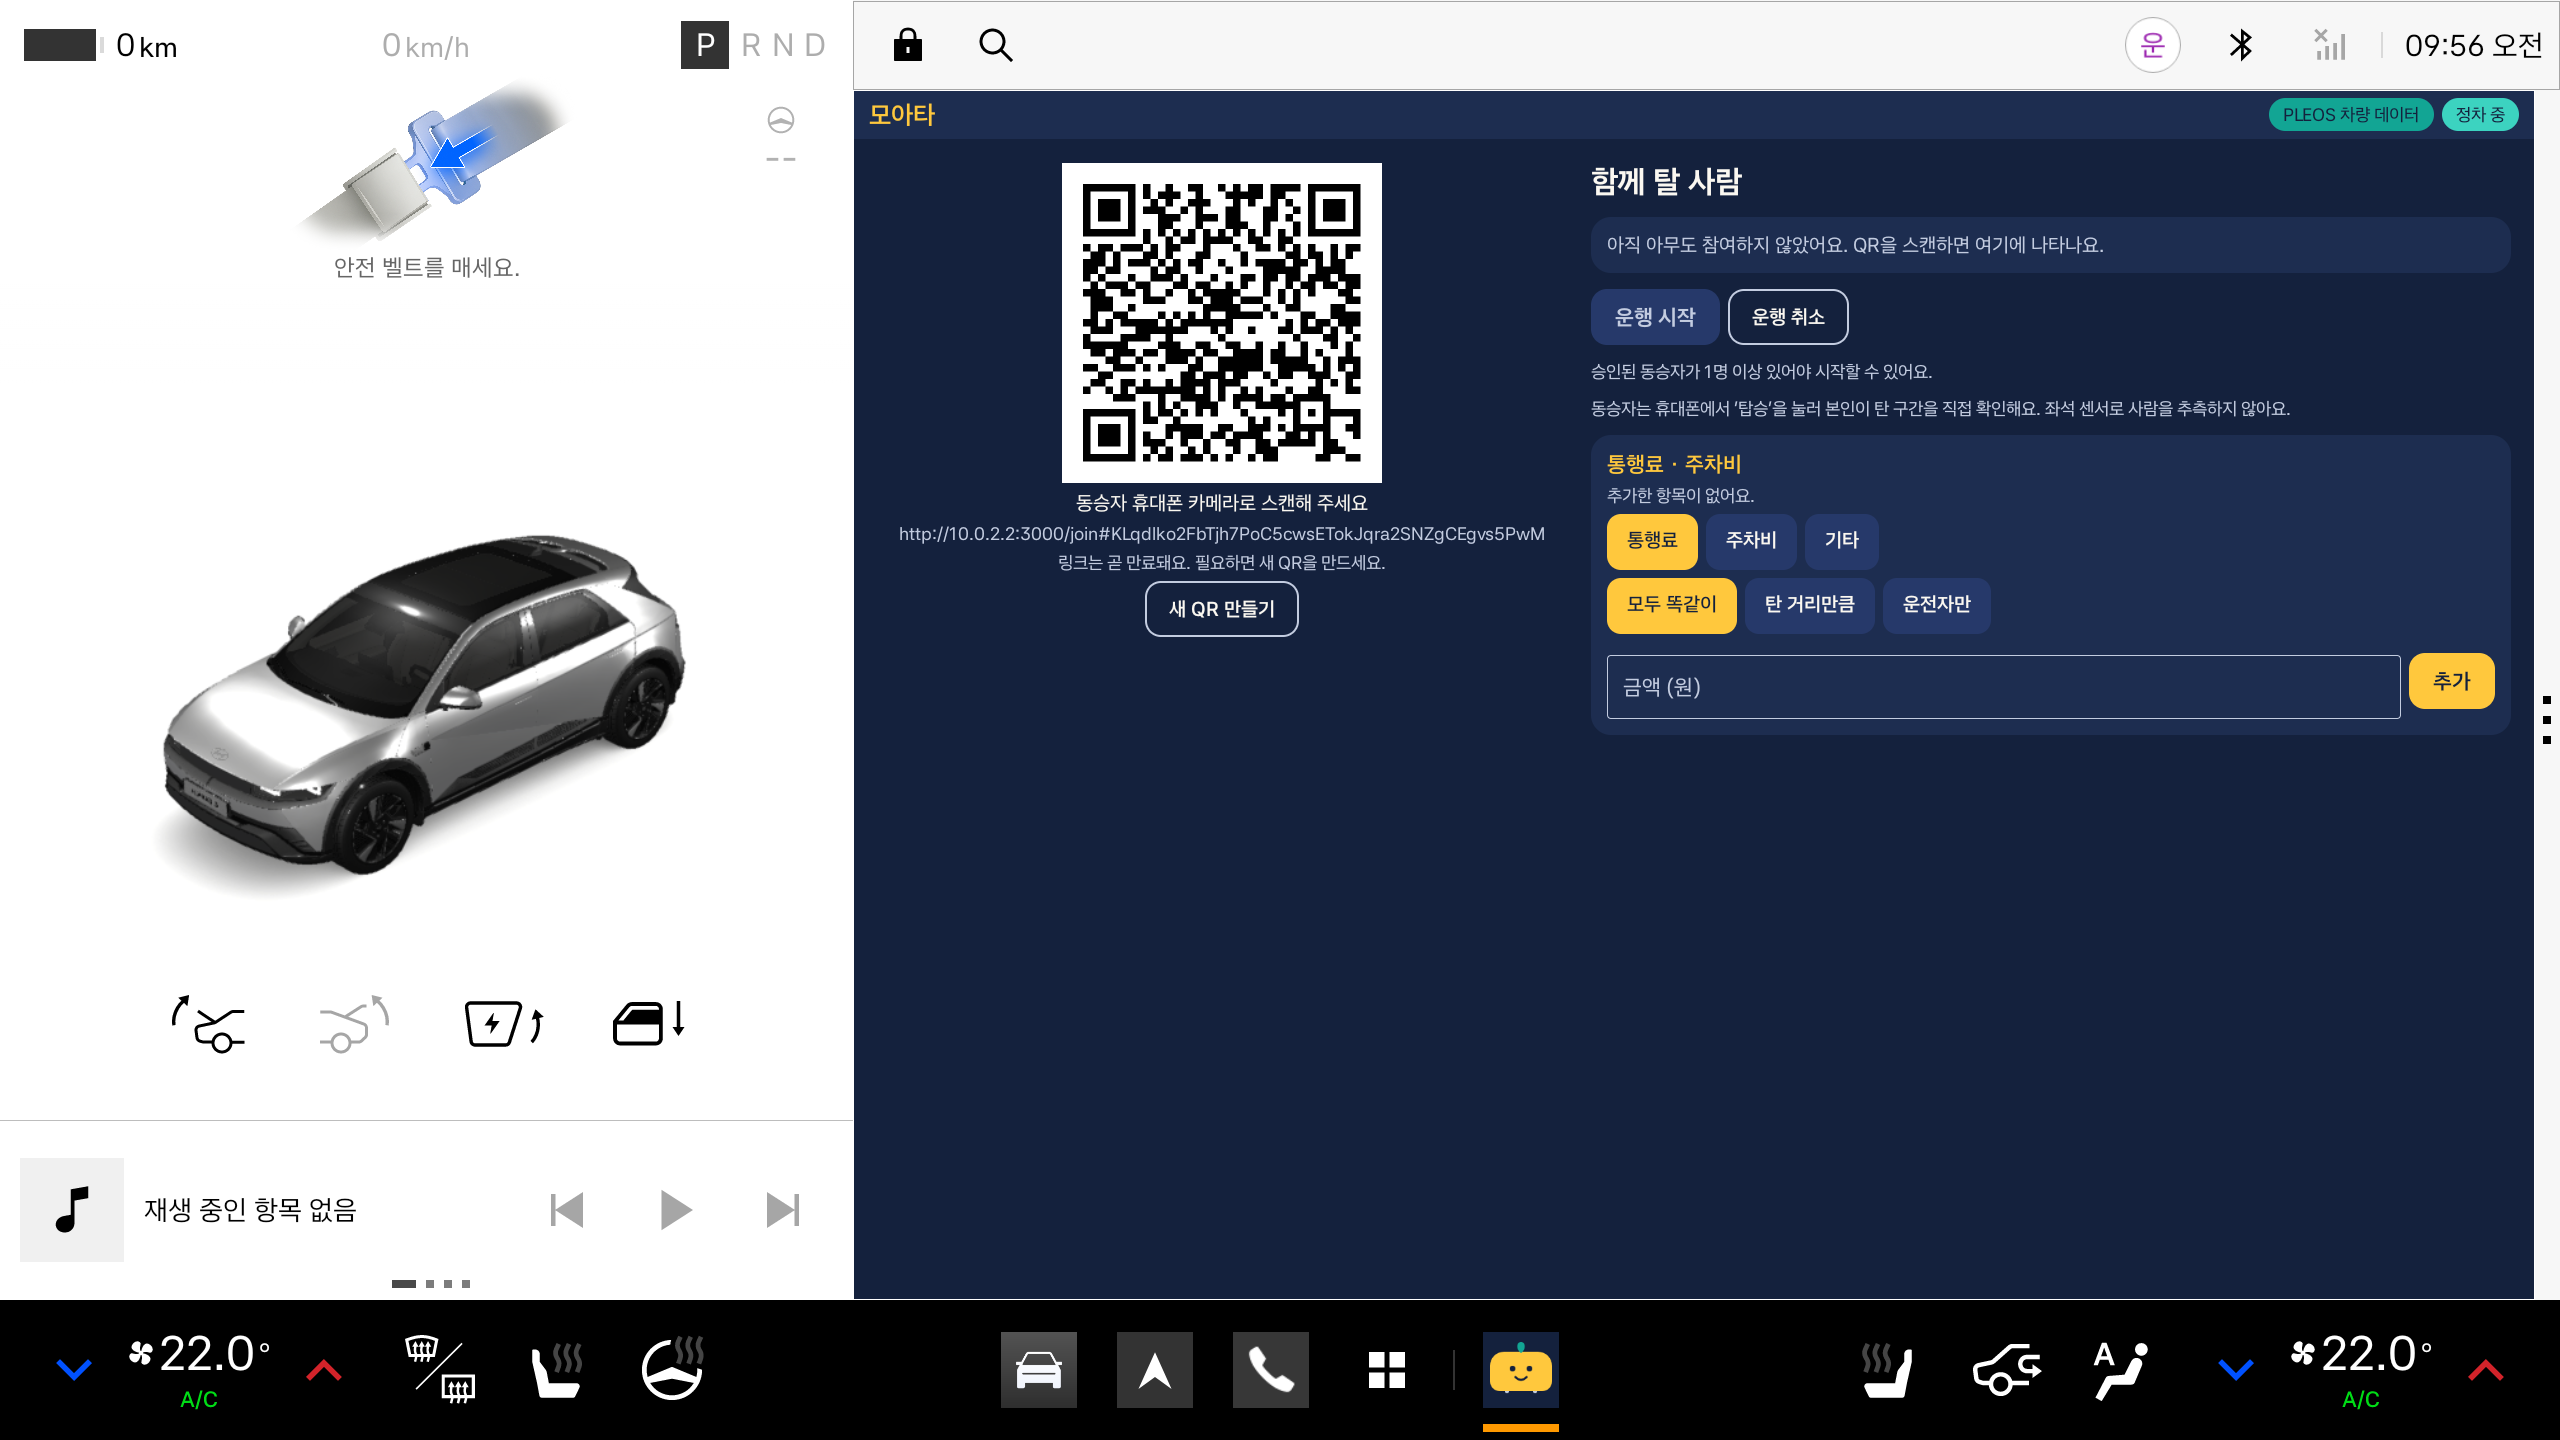 0 km
0 km/h
P R N D
안전 벨트를 매세요.
재생 중인 항목 없음
운
09:56 오전
모아타
PLEOS 차량 데이터
정차 중
동승자 휴대폰 카메라로 스캔해 주세요
http://10.0.2.2:3000/join#KLqdIko2FbTjh7PoC5cwsETokJqra2SNZgCEgvs5PwM
링크는 곧 만료돼요. 필요하면 새 QR을 만드세요.
새 QR 만들기
함께 탈 사람
아직 아무도 참여하지 않았어요. QR을 스캔하면 여기에 나타나요.
운행 시작
운행 취소
승인된 동승자가 1명 이상 있어야 시작할 수 있어요.
동승자는 휴대폰에서 ‘탑승’을 눌러 본인이 탄 구간을 직접 확인해요. 좌석 센서로 사람을 추측하지 않아요.
통행료 · 주차비
추가한 항목이 없어요.
통행료
주차비
기타
모두 똑같이
탄 거리만큼
운전자만
금액 (원)
추가
22.0°
A/C
A
22.0°
A/C